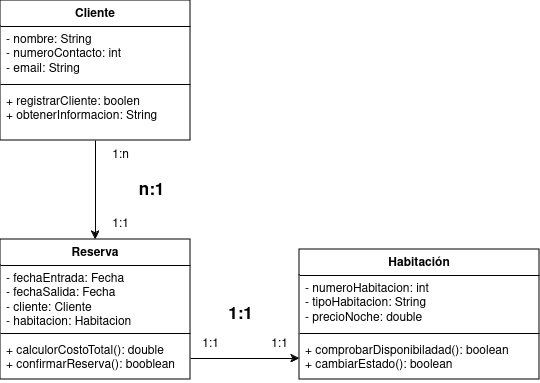 Cliente
- nombre: String
- numeroContacto: int
- email: String
+ registrarCliente: boolen
+ obtenerInformacion: String
1:n
n:1
1:1
Reserva
- fechaEntrada: Fecha
- fechaSalida: Fecha
- cliente: Cliente
- habitacion: Habitacion
+ calculorCostoTotal(): double
+ confirmarReserva(): booblean
1:1
1:1
1:1
Habitación
- numeroHabitacion: int
- tipoHabitacion: String
- precioNoche: double
+ comprobarDisponibiladad(): boolean
+ cambiarEstado(): boolean